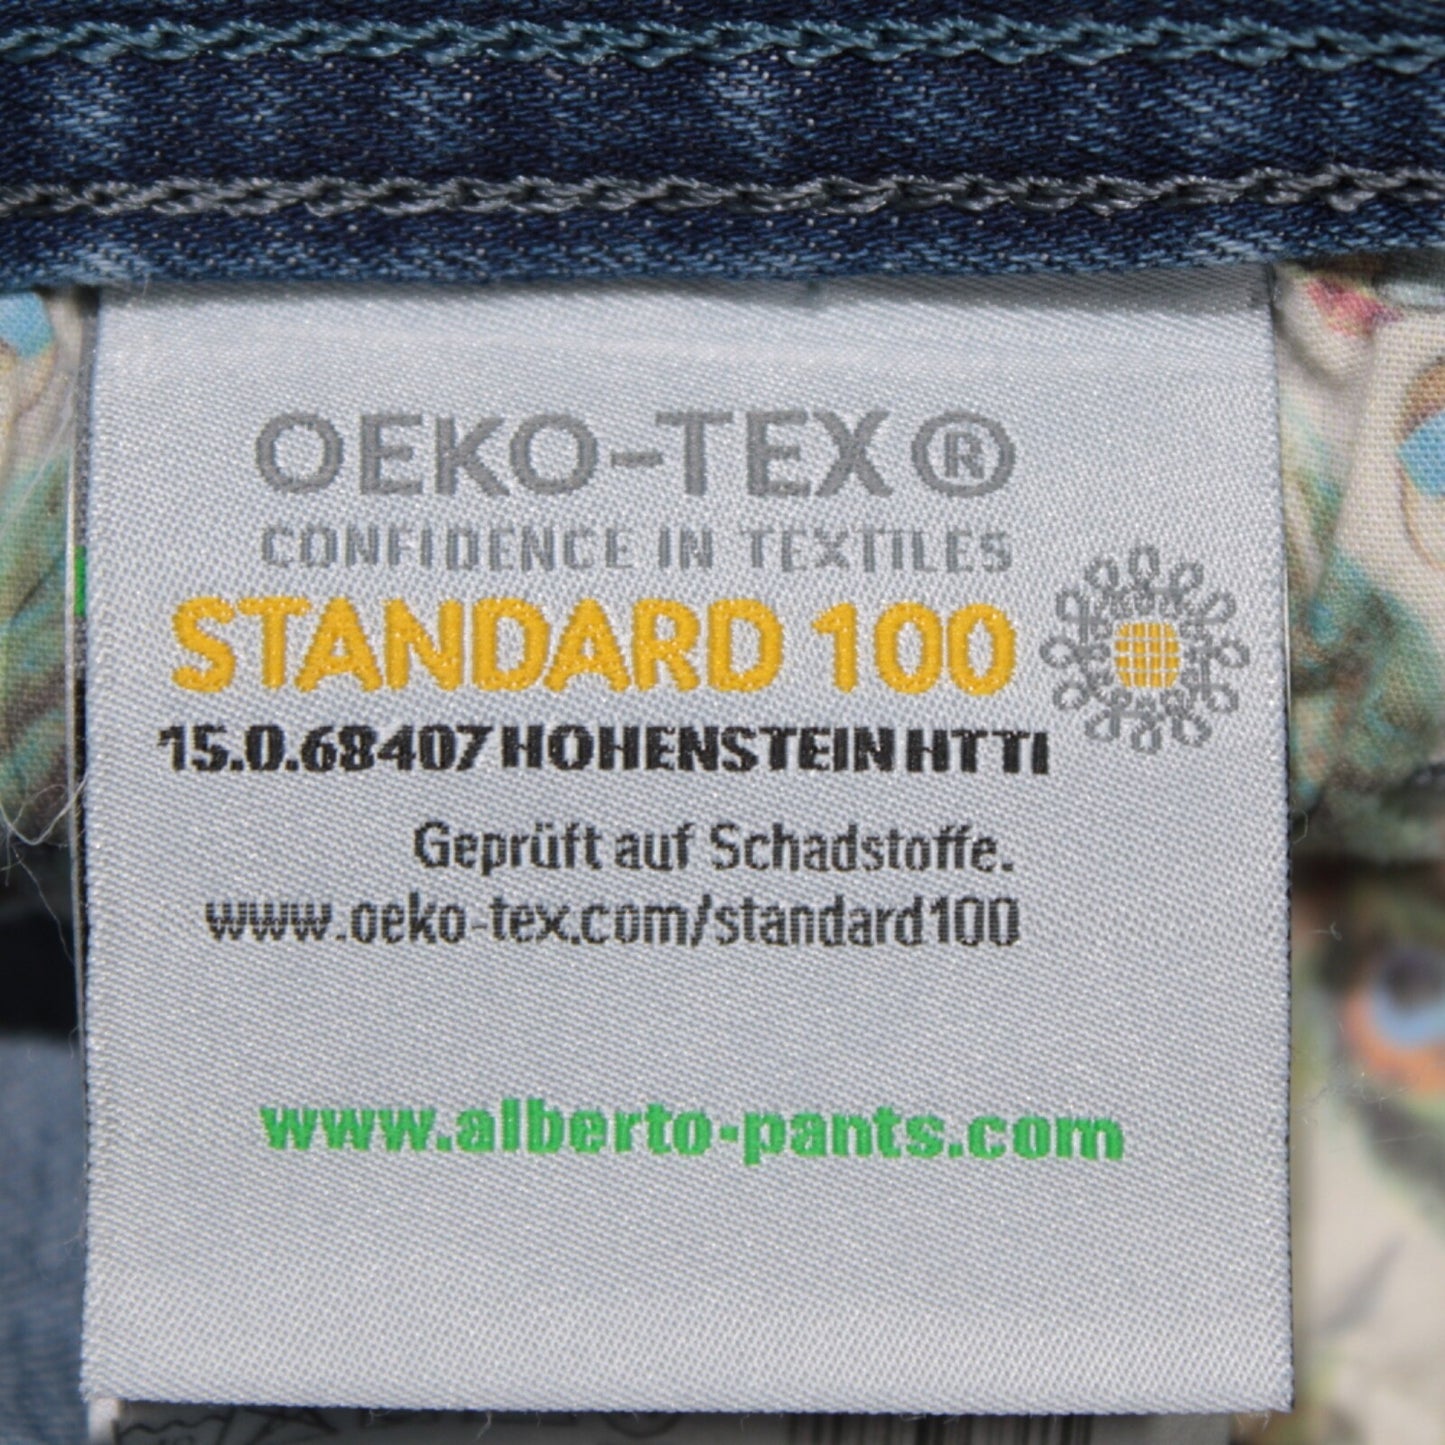 OEKO-TEX®
CONFIDENCE IN TEXTILES
STANDARD 100
15.0.68407 HOHENSTEIN HTTI
Geprüft auf Schadstoffe.
www.oeko-tex.com/standard100
www.alberto-pants.com